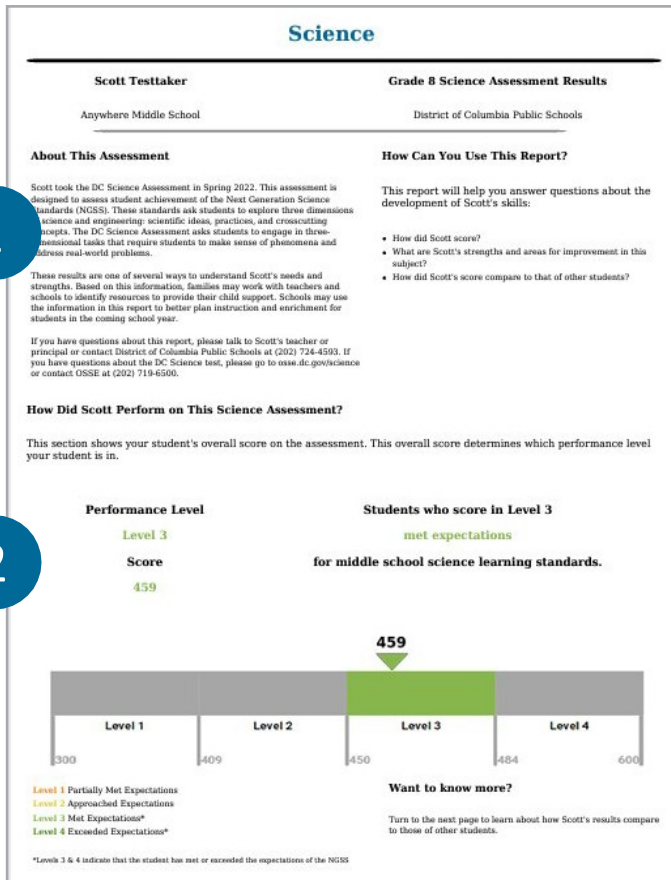 Science
Scott Testtaker
Grade 8 Science Assessment Results
Anywhere Middle School
District of Columbia Public Schools
About This Assessment
Scott took the DC Science Assessment in Spring 2022. This assessment is
designed to assess student achievement of the Next Generation Science
Standards (NGSS). These standards ask students to explore three dimensions
science and engineering: scientific ideas, practices, and crosscutting
The DC Science Assessment asks students to engage in three-
tasks that require students to make sense of phenomena and
real-world problems.
These results are one of several ways to understand Scott's needs and
strengths. Based on this information, families may work with teachers and
schools to identify resources to provide their child support. Schools may use
the information in this report to better plan instruction and enrichment for
students in the coming school year.
If you have questions about this report, please talk to Scott's teacher or
principal or contact District of Columbia Public Schools at (202) 724-4593. If
you have questions about the DC Science test, please go to osse.dc.gov/science
or contact OSSE at (202) 719-6500.
How Can You Use This Report?
This report will help you answer questions about the
development of Scott's skills:
• How did Scott score?
• What are Scott's strengths and areas for improvement in this
subject?
• How did Scott's score compare to that of other students?
How Did Scott Perform on This Science Assessment?
This section shows your student's overall score on the assessment. This overall score determines which performance level
your student is in.
2
Performance Level
Level 3
Score
459
Students who score in Level 3
met expectations
for middle school science learning standards.
459
Level 1 Level 2 Level 3 Level 4
300 409 450 484 600
Level 1 Partially Met Expectations
Level 2 Approached Expectations
Level 3 Met Expectations*
Level 4 Exceeded Expectations*
Want to know more?
Turn to the next page to learn about how Scott's results compare
to those of other students.
*Levels 3 & 4 indicate that the student has met or exceeded the expectations of the NGSS